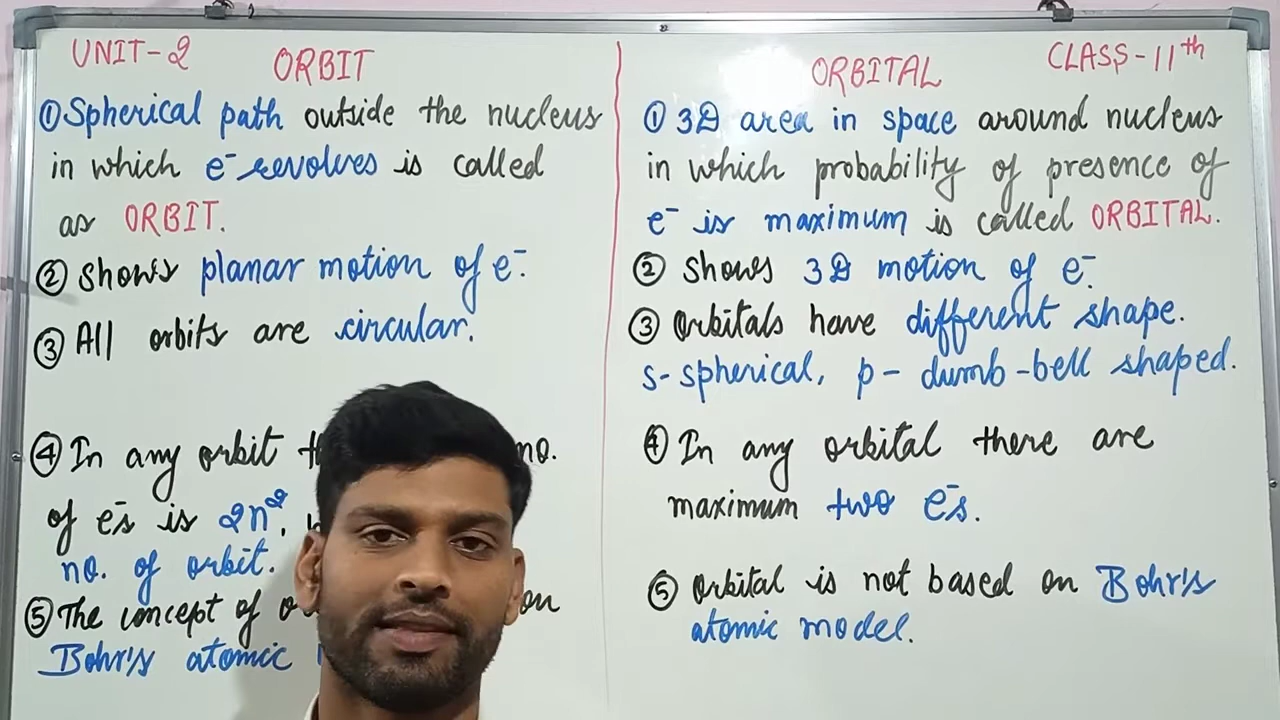 UNIT-2 ORBIT
① Spherical path outside the nucleus
in which e⁻ revolves is called
as ORBIT.
② Shows planar motion of e⁻.
③ All orbits are circular.
④ In any orbit no.
of e⁻s is 2n²,
no. of orbit.
⑤ The concept of on
Bohr's atomic
ORBITAL CLASS-11th
① 3D area in space around nucleus
in which probability of presence of
e⁻ is maximum is called ORBITAL.
② Shows 3D motion of e⁻.
③ Orbitals have different shape.
s-spherical, p-dumb-bell shaped.
④ In any orbital there are
maximum two e⁻s.
⑤ Orbital is not based on Bohr's
atomic model.